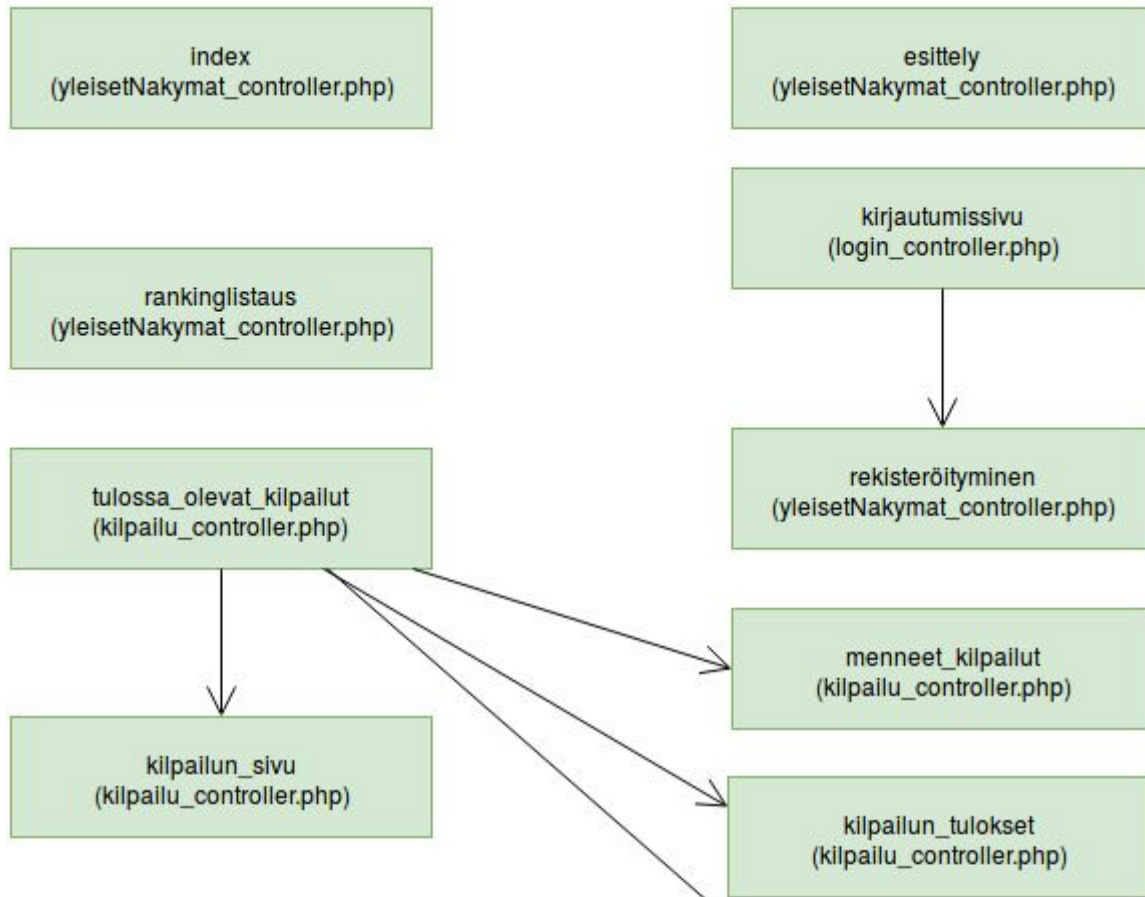 index
(yleisetNakymat_controller.php)
esittely
(yleisetNakymat_controller.php)
kirjautumissivu
(login_controller.php)
rankinglistaus
(yleisetNakymat_controller.php)
tulossa_olevat_kilpailut
(kilpailu_controller.php)
rekisteröityminen
(yleisetNakymat_controller.php)
menneet_kilpailut
(kilpailu_controller.php)
kilpailun_sivu
(kilpailu_controller.php)
kilpailun_tulokset
(kilpailu_controller.php)